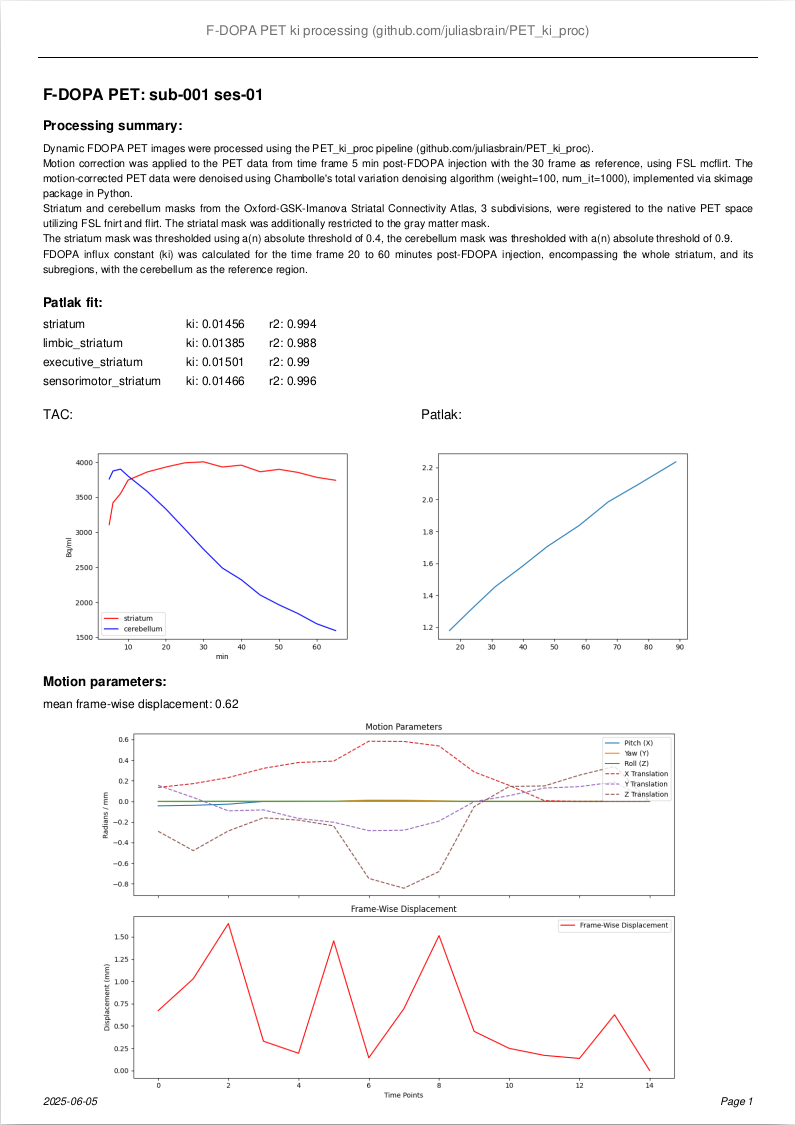 F-DOPA PET ki processing (github.com/juliasbrain/PET_ki_proc)
F-DOPA PET: sub-001 ses-01
Processing summary:
Dynamic FDOPA PET images were processed using the PET_ki_proc pipeline (github.com/juliasbrain/PET_ki_proc).
Motion correction was applied to the PET data from time frame 5 min post-FDOPA injection with the 30 frame as reference, using FSL mcflirt. The
motion-corrected PET data were denoised using Chambolle's total variation denoising algorithm (weight=100, num_it=1000), implemented via skimage
package in Python.
Striatum and cerebellum masks from the Oxford-GSK-Imanova Striatal Connectivity Atlas, 3 subdivisions, were registered to the native PET space
utilizing FSL fnirt and flirt. The striatal mask was additionally restricted to the gray matter mask.
The striatum mask was thresholded using a(n) absolute threshold of 0.4, the cerebellum mask was thresholded with a(n) absolute threshold of 0.9.
FDOPA influx constant (ki) was calculated for the time frame 20 to 60 minutes post-FDOPA injection, encompassing the whole striatum, and its
subregions, with the cerebellum as the reference region.
Patlak fit:
striatum ki: 0.01456 r2: 0.994
limbic_striatum ki: 0.01385 r2: 0.988
executive_striatum ki: 0.01501 r2: 0.99
sensorimotor_striatum ki: 0.01466 r2: 0.996
TAC:
4000
3500
3000
2500
2000
1500
Bq/ml
striatum
cerebellum
10 20 30 40 50 60
min
Patlak:
2.2
2.0
1.8
1.6
1.4
1.2
20 30 40 50 60 70 80 90
Motion parameters:
mean frame-wise displacement: 0.62
Motion Parameters
0.6
0.4
0.2
0.0
−0.2
−0.4
−0.6
−0.8
Radians / mm
Pitch (X)
Yaw (Y)
Roll (Z)
X Translation
Y Translation
Z Translation
Frame-Wise Displacement
1.50
1.25
1.00
0.75
0.50
0.25
0.00
Displacement (mm)
Frame-Wise Displacement
0 2 4 6 8 10 12 14
Time Points
2025-06-05 Page 1